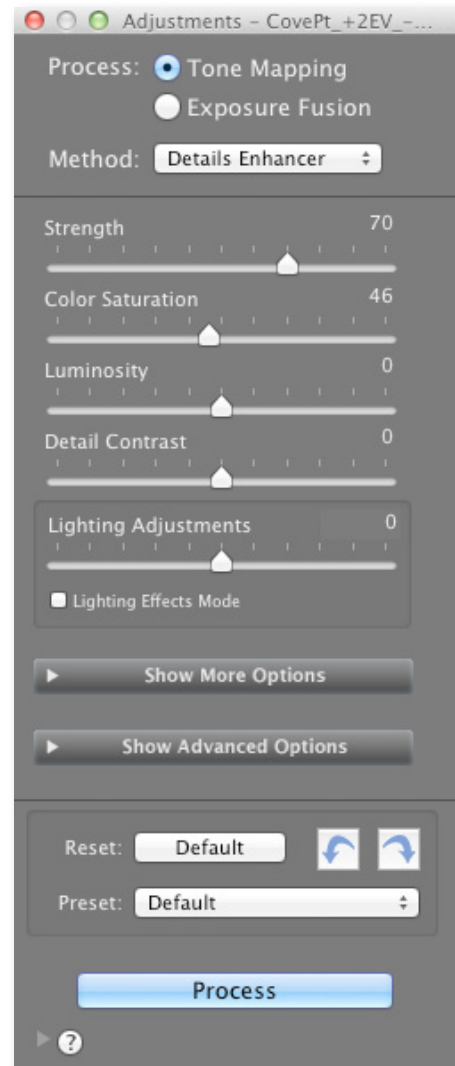 Adjustments – CovePt_+2EV_-...
Process: Tone Mapping
Exposure Fusion
Method: Details Enhancer
Strength 70
Color Saturation 46
Luminosity 0
Detail Contrast 0
Lighting Adjustments 0
Lighting Effects Mode
Show More Options
Show Advanced Options
Reset: Default
Preset: Default
Process
?